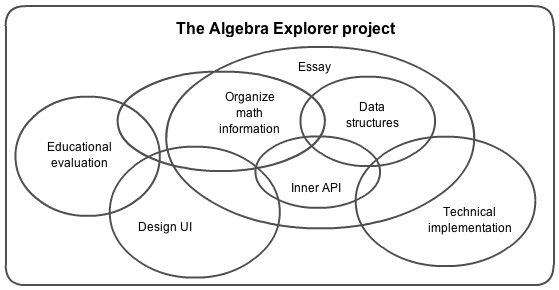 The Algebra Explorer project
Essay
Organize
math
information
Data
structures
Educational
evaluation
Inner API
Design UI
Technical
implementation